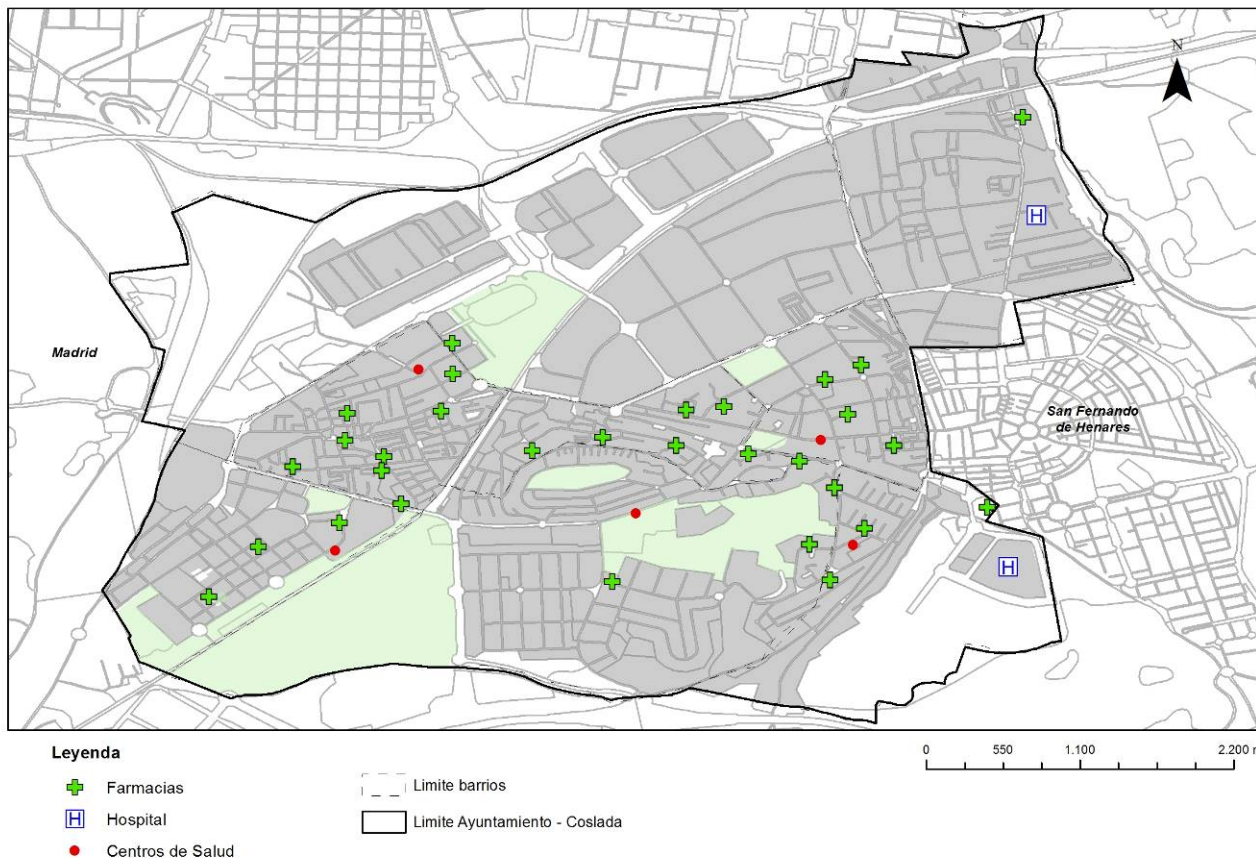 N
Madrid
San Fernando
de Henares
Leyenda
Farmacias
Hospital
Centros de Salud
Limite barrios
Limite Ayuntamiento - Coslada
0 550 1.100 2.200 m
H
H
H